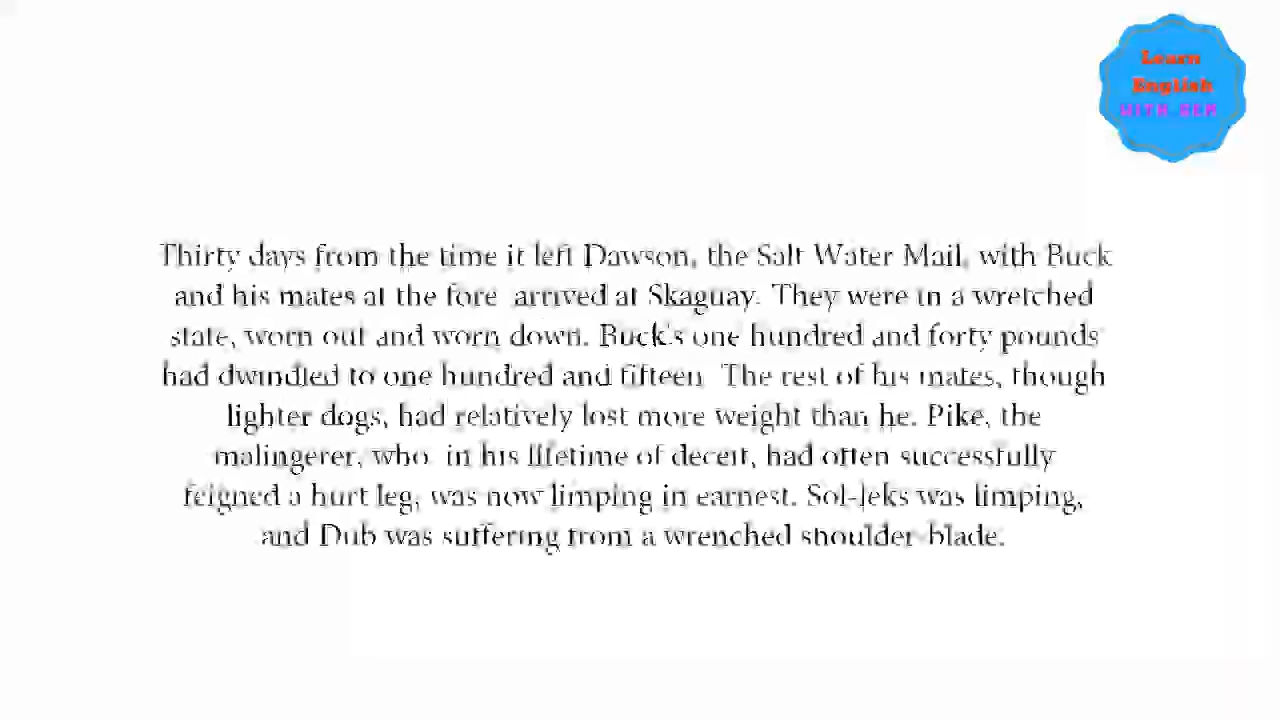 Learn
English
WITH-GEM
Thirty days from the time it left Dawson, the Salt Water Mail, with Buck
and his mates at the fore, arrived at Skaguay. They were in a wretched
state, worn out and worn down. Buck's one hundred and forty pounds
had dwindled to one hundred and fifteen. The rest of his mates, though
lighter dogs, had relatively lost more weight than he. Pike, the
malingerer, who, in his lifetime of deceit, had often successfully
feigned a hurt leg, was now limping in earnest. Sol-leks was limping,
and Dub was suffering from a wrenched shoulder-blade.